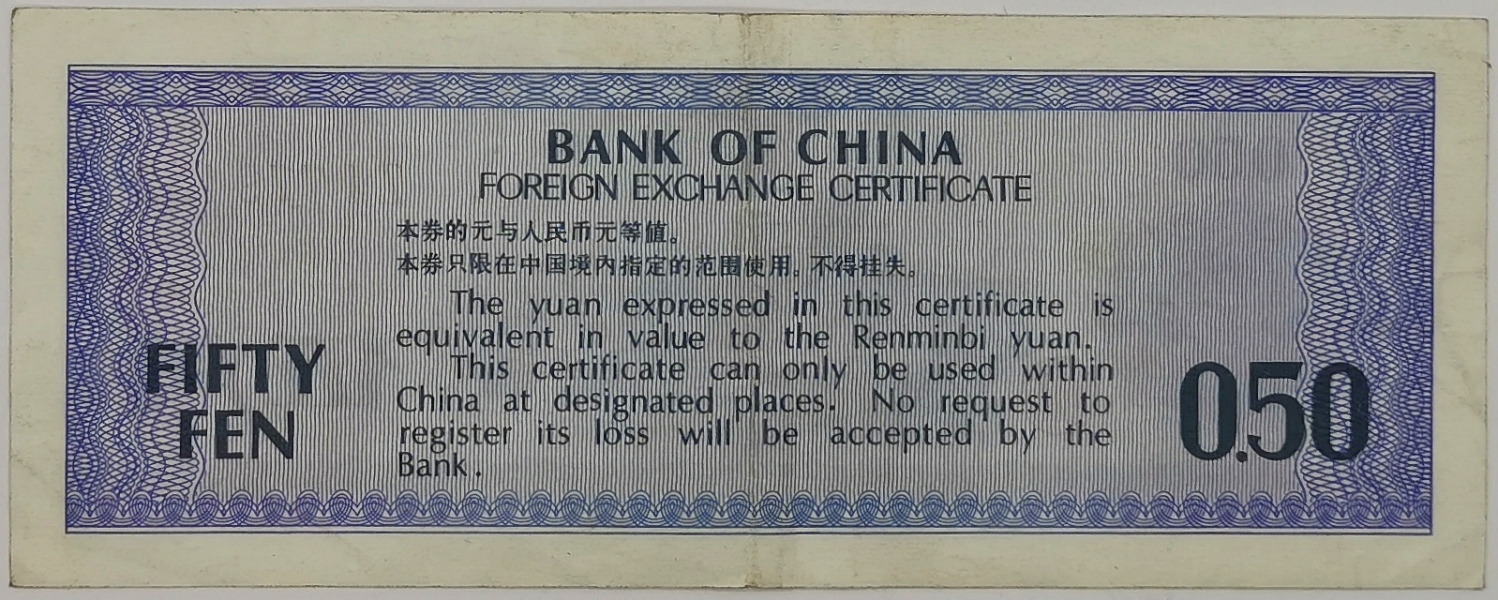 BANK OF CHINA
FOREIGN EXCHANGE CERTIFICATE
本券的元与人民币元等值。
本券只限在中国境内指定的范围使用，不得挂失。
The yuan expressed in this certificate is
equivalent in value to the Renminbi yuan.
This certificate can only be used within
China at designated places. No request to
register its loss will be accepted by the
Bank.
FIFTY
FEN
0.50